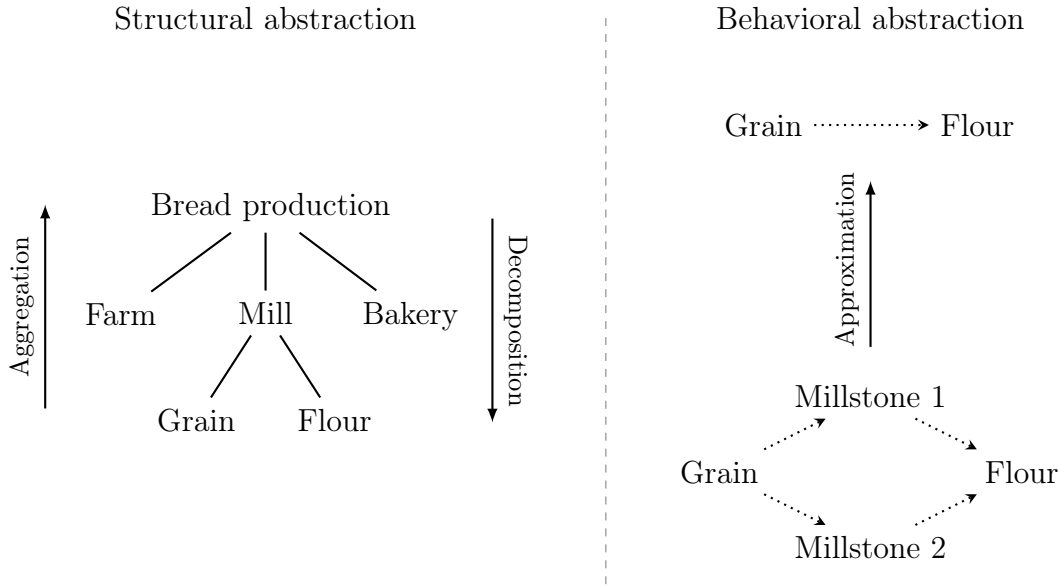 Structural abstraction
Aggregation
Bread production
Farm Mill Bakery
Grain Flour
Decomposition
Behavioral abstraction
Grain Flour
Approximation
Millstone 1
Grain Flour
Millstone 2